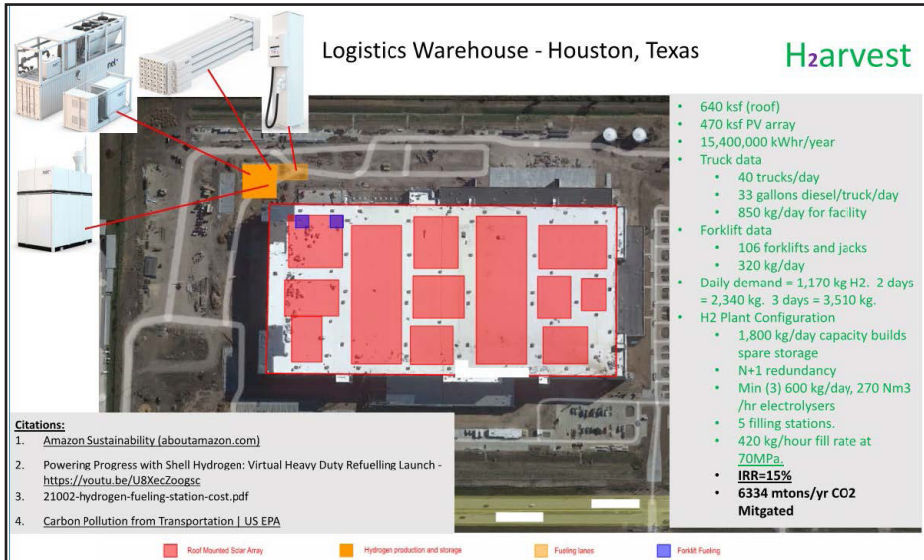 Logistics Warehouse - Houston, Texas
H2arvest
nel•
nel•
• 640 ksf (roof)
• 470 ksf PV array
• 15,400,000 kWhr/year
• Truck data
• 40 trucks/day
• 33 gallons diesel/truck/day
• 850 kg/day for facility
• Forklift data
• 106 forklifts and jacks
• 320 kg/day
• Daily demand = 1,170 kg H2. 2 days
= 2,340 kg. 3 days = 3,510 kg.
• H2 Plant Configuration
• 1,800 kg/day capacity builds
spare storage
• N+1 redundancy
• Min (3) 600 kg/day, 270 Nm3
/hr electrolysers
• 5 filling stations.
• 420 kg/hour fill rate at
70MPa.
• IRR=15%
• 6334 mtons/yr CO2
Mitgated
Citations:
1. Amazon Sustainability (aboutamazon.com)
2. Powering Progress with Shell Hydrogen: Virtual Heavy Duty Refuelling Launch -
https://youtu.be/U8XecZoogsc
3. 21002-hydrogen-fueling-station-cost.pdf
4. Carbon Pollution from Transportation | US EPA
Roof Mounted Solar Array
Hydrogen production and storage
Fueling lanes
Forklift Fueling